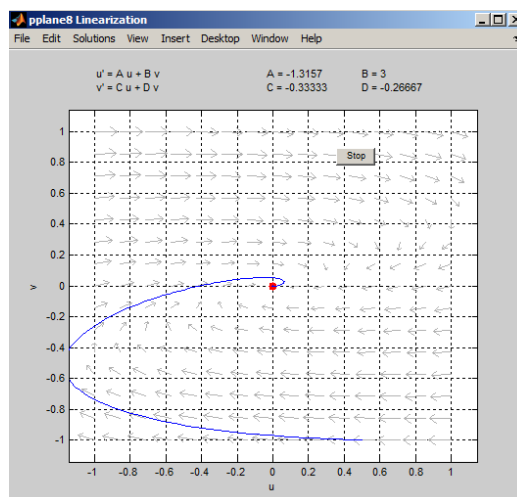 pplane8 Linearization
File Edit Solutions View Insert Desktop Window Help
u' = A u + B v A = -1.3157 B = 3
v' = C u + D v C = -0.33333 D = -0.26667
Stop
1
0.8
0.6
0.4
0.2
0
-0.2
-0.4
-0.6
-0.8
-1
v
-1 -0.8 -0.6 -0.4 -0.2 0 0.2 0.4 0.6 0.8 1
u